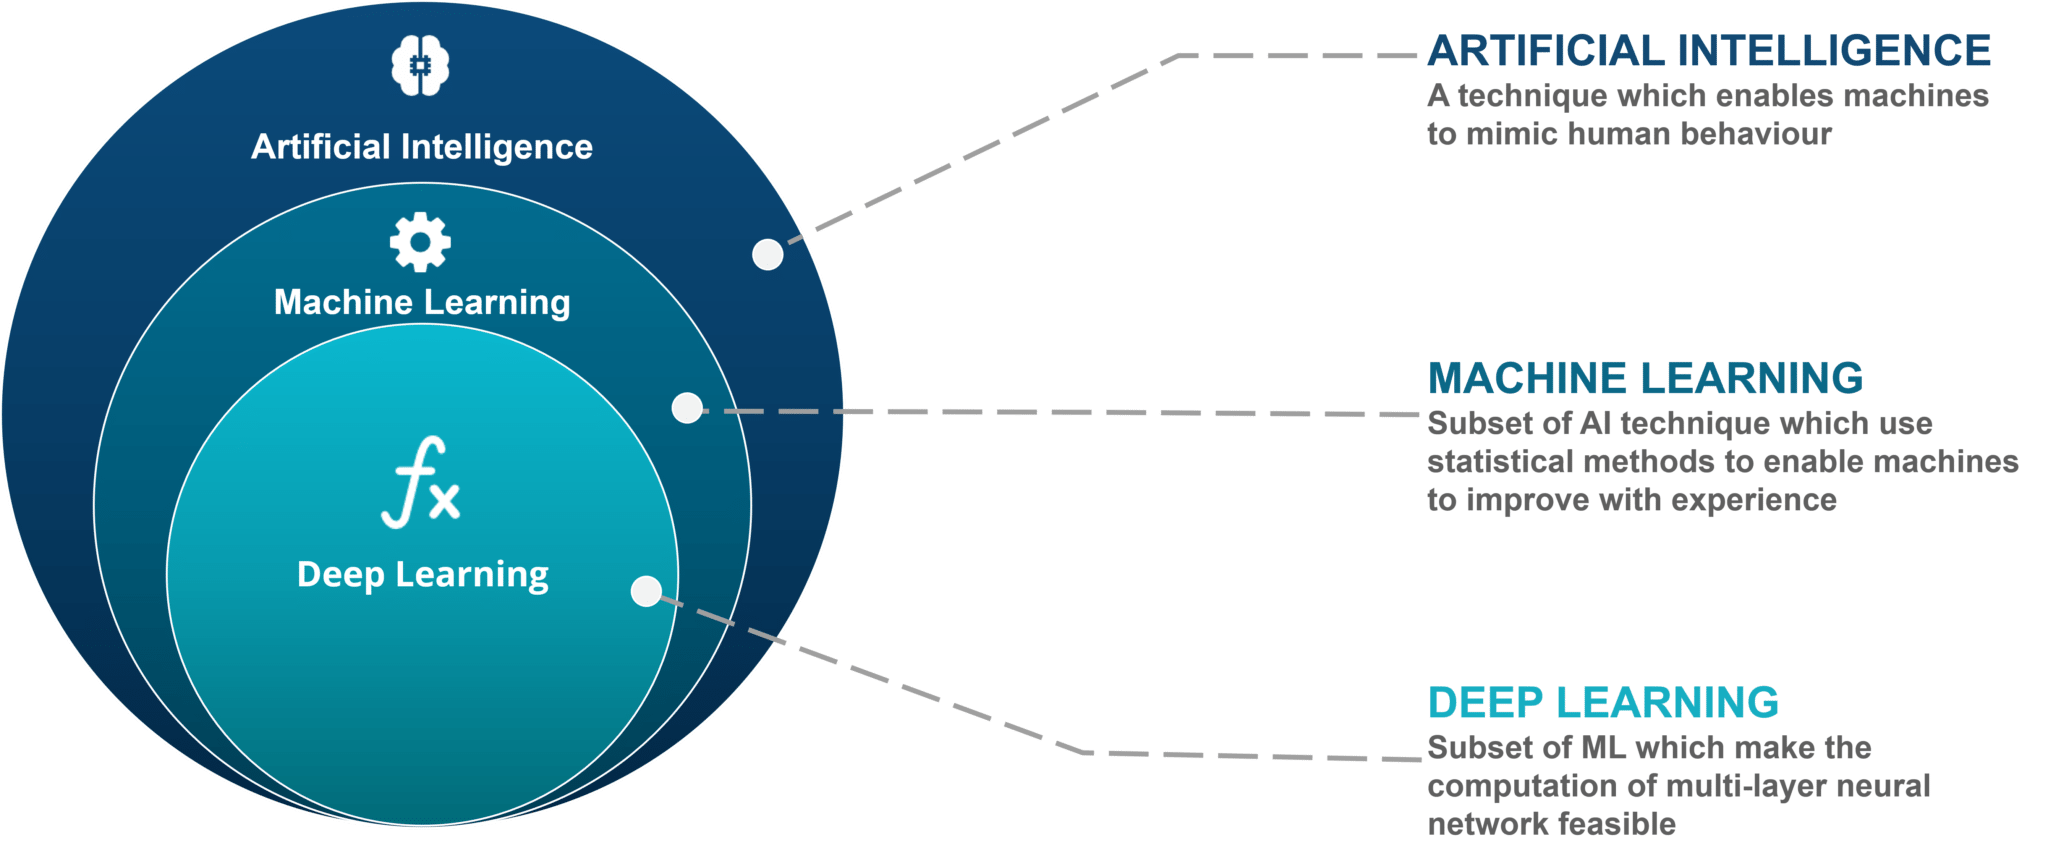 Artificial Intelligence
Machine Learning
fx
Deep Learning
ARTIFICIAL INTELLIGENCE
A technique which enables machines
to mimic human behaviour
MACHINE LEARNING
Subset of AI technique which use
statistical methods to enable machines
to improve with experience
DEEP LEARNING
Subset of ML which make the
computation of multi-layer neural
network feasible